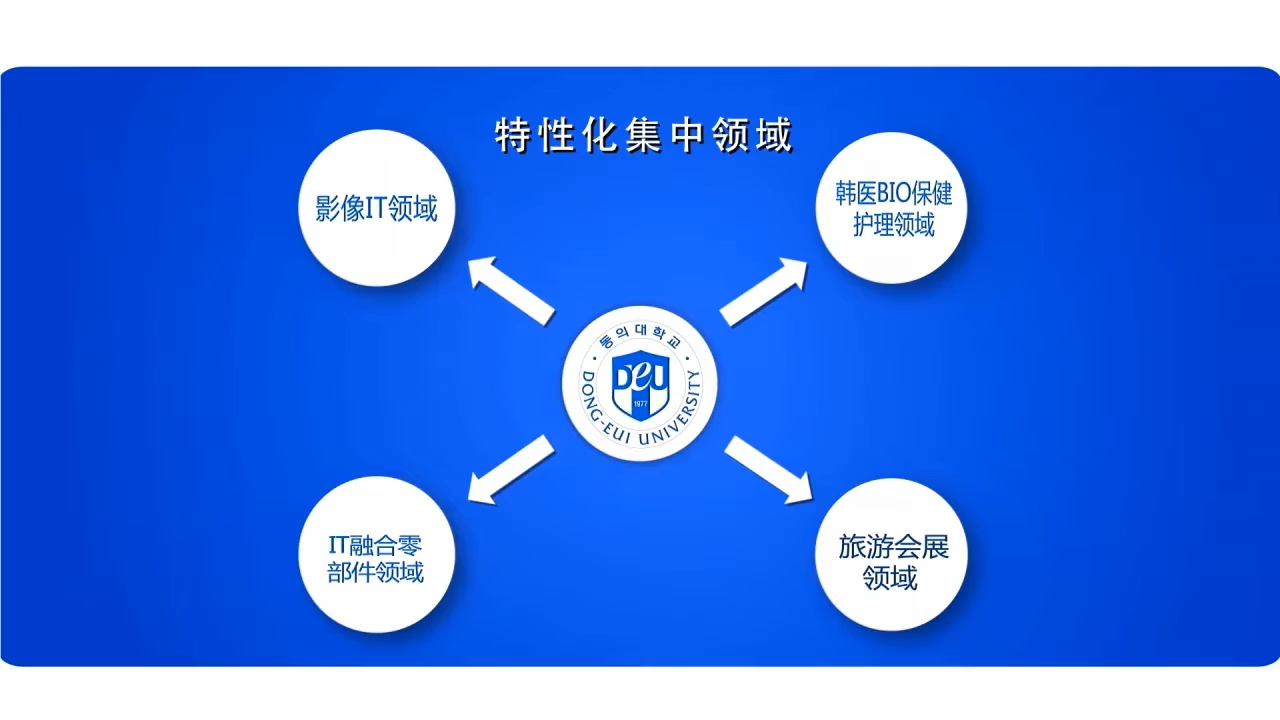 特性化集中领域
影像IT领域
韩医BIO保健
护理领域
동의대학교
DEU
1977
DONG-EUI UNIVERSITY
IT融合零
部件领域
旅游会展
领域